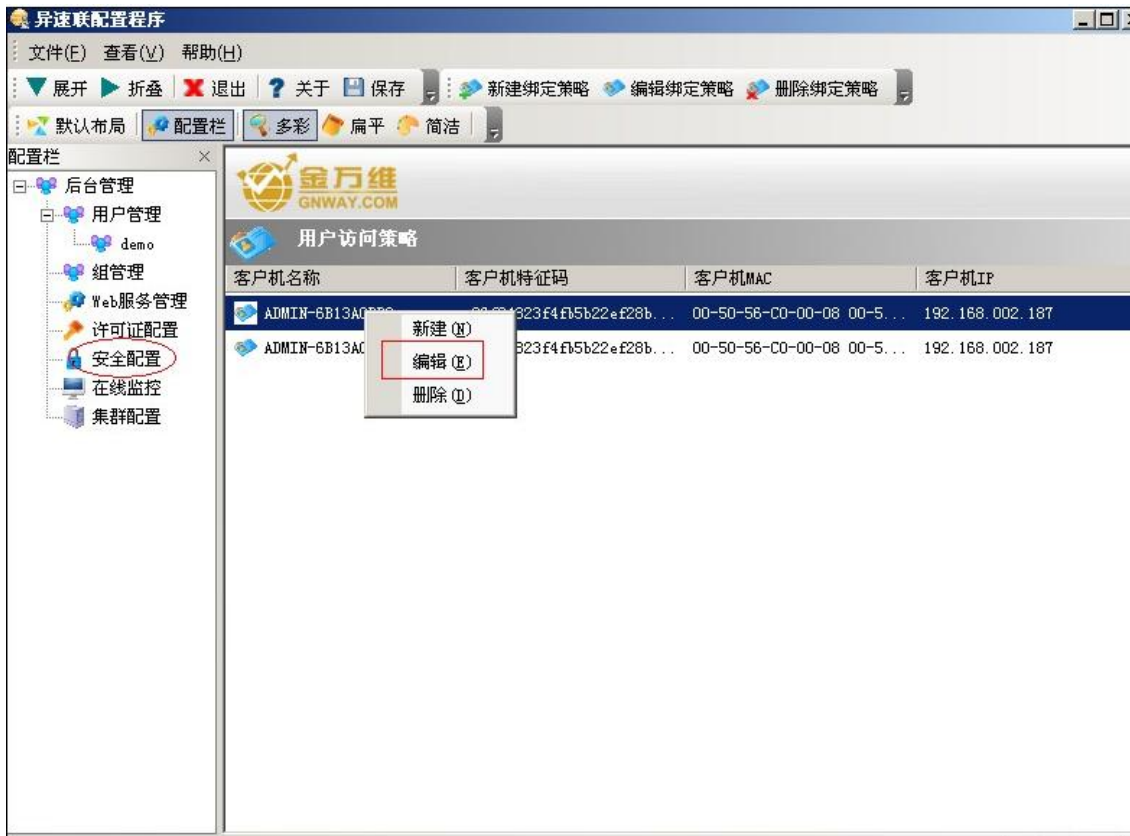 异速联配置程序
文件(F) 查看(V) 帮助(H)
展开 折叠 退出 关于 保存 新建绑定策略 编辑绑定策略 删除绑定策略
默认布局 配置栏 多彩 扁平 简洁
配置栏
后台管理
用户管理
demo
组管理
Web服务管理
许可证配置
安全配置
在线监控
集群配置
金万维
GNWAY.COM
用户访问策略
客户机名称 客户机特征码 客户机MAC 客户机IP
00-50-56-C0-00-08 00-5... 192.168.002.187
ADMIN-6B13AC 823f4fb5b22ef28b... 00-50-56-C0-00-08 00-5... 192.168.002.187
新建(N)
编辑(E)
删除(D)